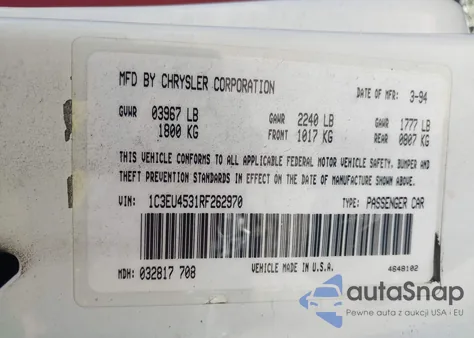 MFD BY CHRYSLER CORPORATION DATE OF MFR: 3-94
GVWR 03967 LB GAWR 2240 LB GAWR 1777 LB
1800 KG FRONT 1017 KG REAR 0807 KG
THIS VEHICLE CONFORMS TO ALL APPLICABLE FEDERAL MOTOR VEHICLE SAFETY, BUMPER AND
THEFT PREVENTION STANDARDS IN EFFECT ON THE DATE OF MANUFACTURE SHOWN ABOVE.
VIN: 1C3EU4531RF262970 TYPE: PASSENGER CAR
MDH: 032817 708 VEHICLE MADE IN U.S.A. 4648102
autoSnap
Pewne auta z aukcji USA • EU